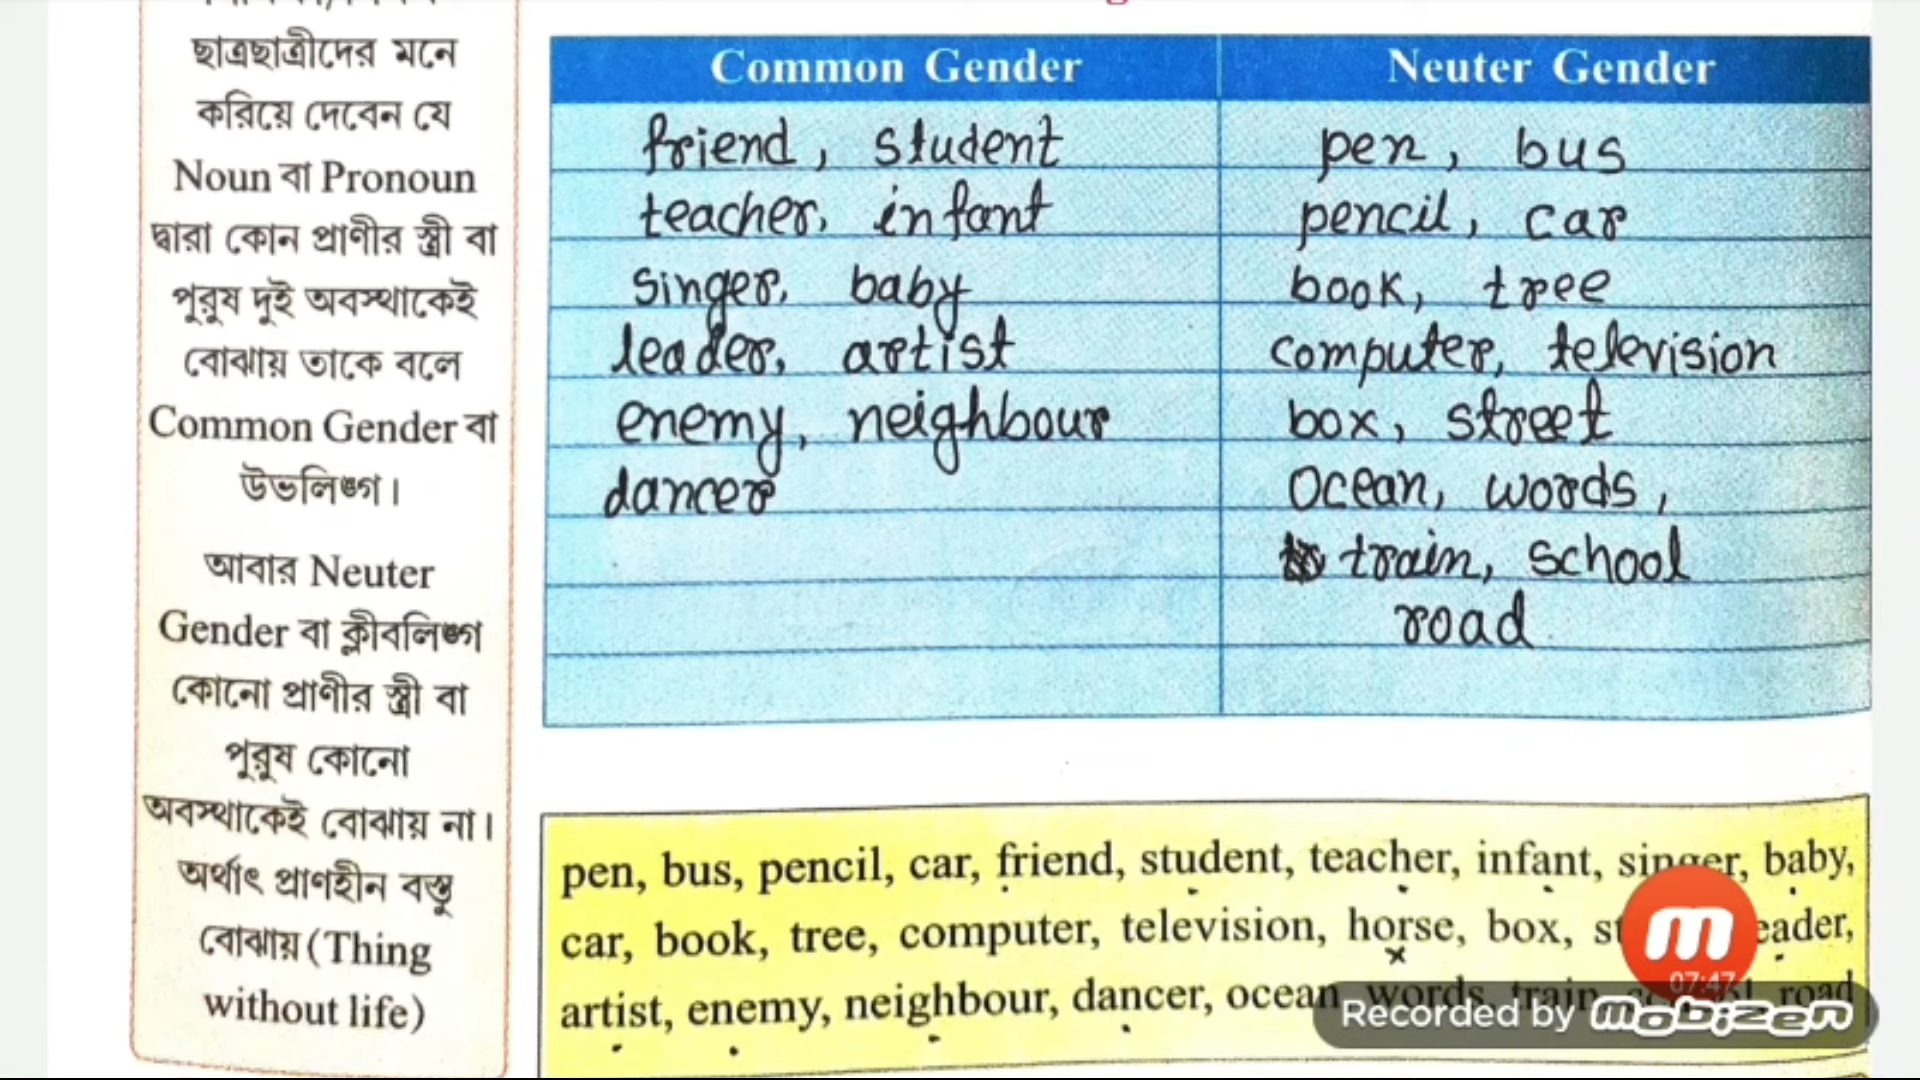 ছাত্রছাত্রীদের মনে
করিয়ে দেবেন যে
Noun বা Pronoun
দ্বারা কোন প্রাণীর স্ত্রী বা
পুরুষ দুই অবস্থাকেই
বোঝায় তাকে বলে
Common Gender বা
উভলিঙ্গ।
আবার Neuter
Gender বা ক্লীবলিঙ্গ
কোনো প্রাণীর স্ত্রী বা
পুরুষ কোনো
অবস্থাকেই বোঝায় না।
অর্থাৎ প্রাণহীন বস্তু
বোঝায় (Thing
without life)
Common Gender Neuter Gender
friend, student pen, bus
teacher, infant pencil, car
singer, baby book, tree
leader, artist computer, television
enemy, neighbour box, street
dancer ocean, words,
train, school
road
pen, bus, pencil, car, friend, student, teacher, infant, singer, baby,
car, book, tree, computer, television, horse, box,
artist, enemy, neighbour, dancer, ocean, words, train, road
07:47
Recorded by mobizen